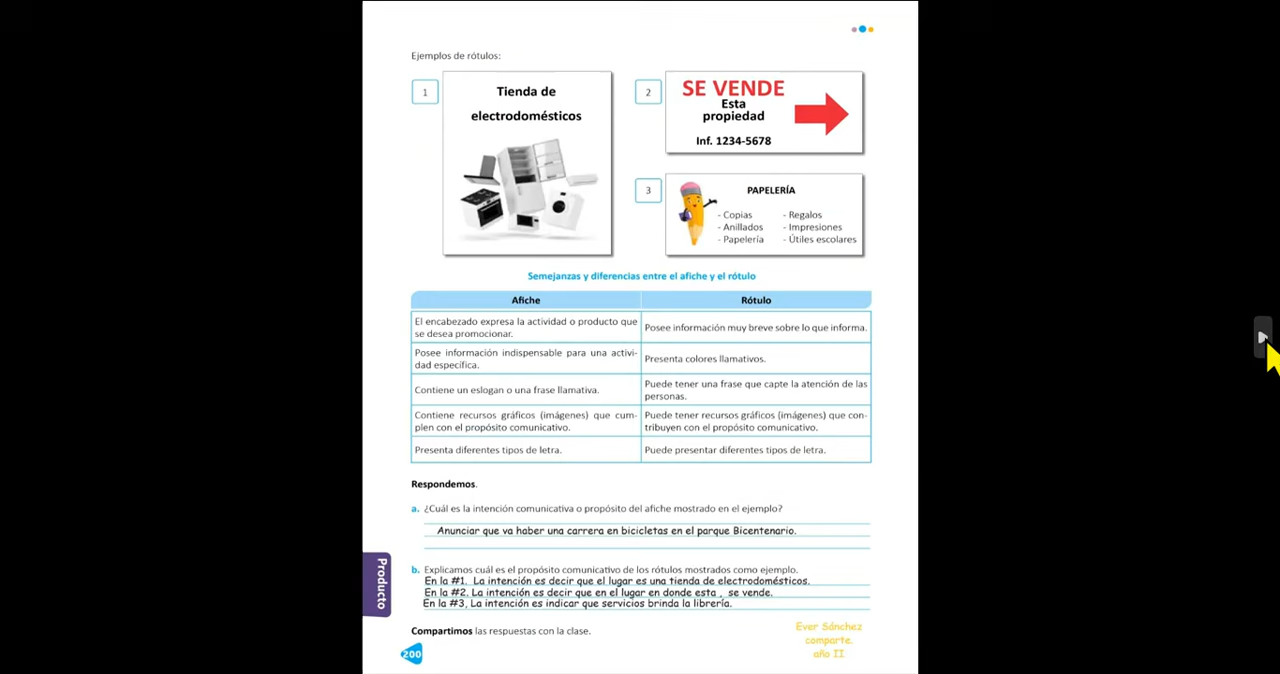 Ejemplos de rótulos:
1
Tienda de
electrodomésticos
2
SE VENDE
Esta
propiedad
Inf. 1234-5678
3
PAPELERÍA
- Copias - Regalos
- Anillados - Impresiones
- Papelería - Útiles escolares
Semejanzas y diferencias entre el afiche y el rótulo
Afiche Rótulo
El encabezado expresa la actividad o producto que
se desea promocionar.
Posee información muy breve sobre lo que informa.
Posee información indispensable para una activi-
dad específica.
Presenta colores llamativos.
Contiene un eslogan o una frase llamativa.
Puede tener una frase que capte la atención de las
personas.
Contiene recursos gráficos (imágenes) que cum-
plen con el propósito comunicativo.
Puede tener recursos gráficos (imágenes) que con-
tribuyen con el propósito comunicativo.
Presenta diferentes tipos de letra.
Puede presentar diferentes tipos de letra.
Respondemos.
a. ¿Cuál es la intención comunicativa o propósito del afiche mostrado en el ejemplo?
Anunciar que va haber una carrera en bicicletas en el parque Bicentenario.
b. Explicamos cuál es el propósito comunicativo de los rótulos mostrados como ejemplo.
En la #1. La intención es decir que el lugar es una tienda de electrodomésticos.
En la #2. La intención es decir que en el lugar en donde esta , se vende.
En la #3, La intención es indicar que servicios brinda la librería.
Compartimos las respuestas con la clase.
Producto
200
Ever Sánchez
comparte.
año II